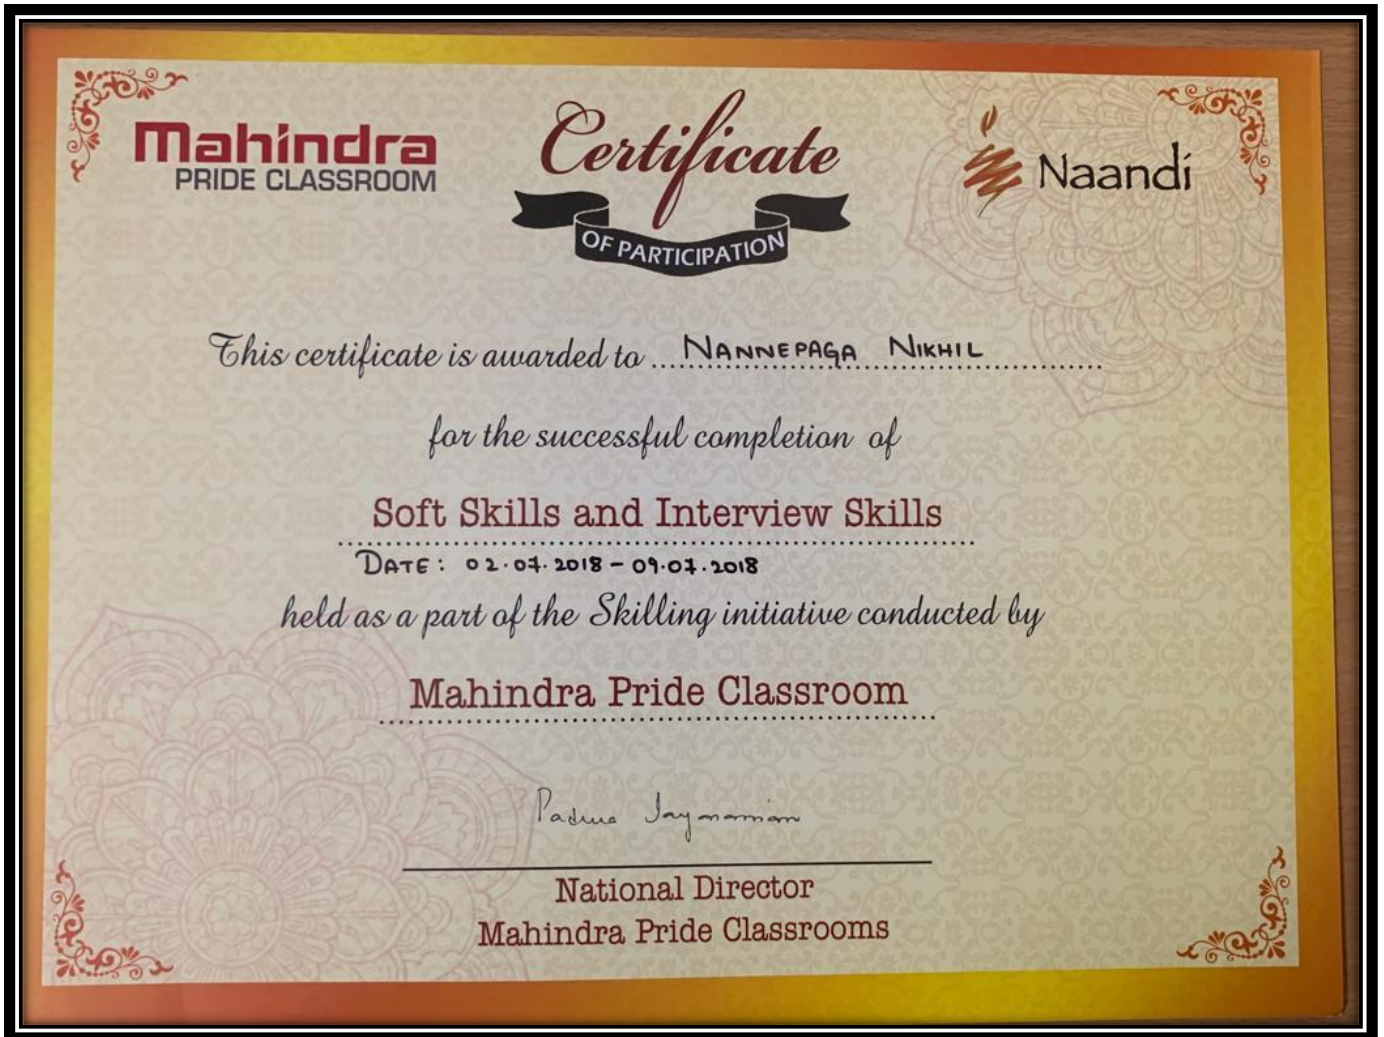 Mahindra
PRIDE CLASSROOM
Certificate
OF PARTICIPATION
Naandi
This certificate is awarded to NANNEPAGA NIKHIL
for the successful completion of
Soft Skills and Interview Skills
DATE: 02.07.2018 - 09.07.2018
held as a part of the Skilling initiative conducted by
Mahindra Pride Classroom
National Director
Mahindra Pride Classrooms